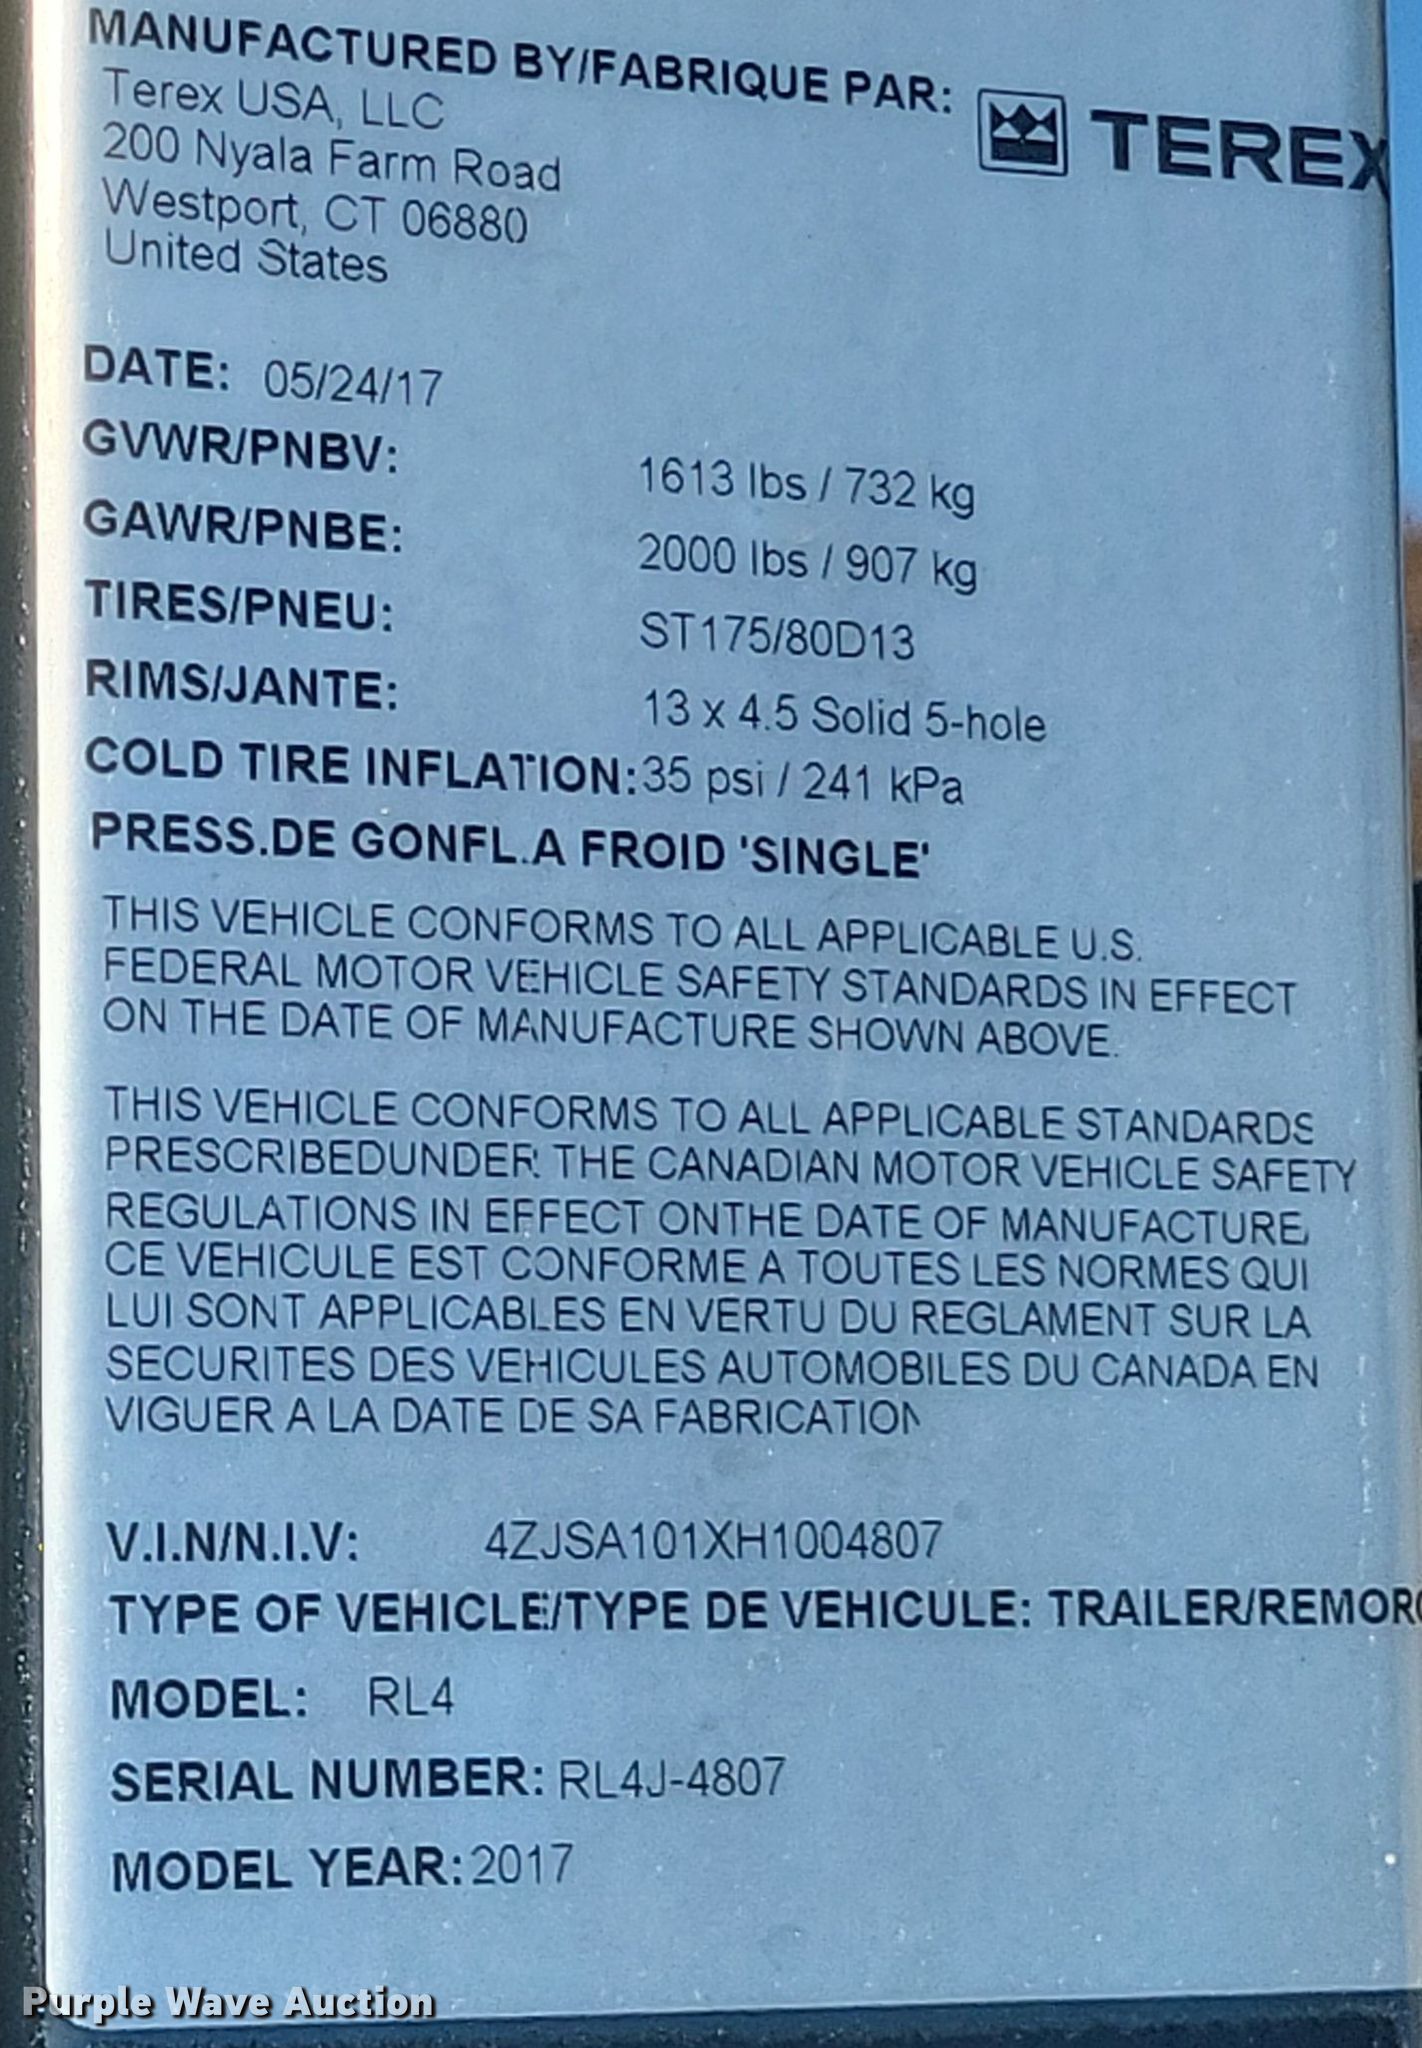 MANUFACTURED BY/FABRIQUE PAR:
TEREX
Terex USA, LLC
200 Nyala Farm Road
Westport, CT 06880
United States
DATE: 05/24/17
GVWR/PNBV: 1613 lbs / 732 kg
GAWR/PNBE: 2000 lbs / 907 kg
TIRES/PNEU: ST175/80D13
RIMS/JANTE: 13 x 4.5 Solid 5-hole
COLD TIRE INFLATION:35 psi / 241 kPa
PRESS.DE GONFL.A FROID 'SINGLE'
THIS VEHICLE CONFORMS TO ALL APPLICABLE U.S.
FEDERAL MOTOR VEHICLE SAFETY STANDARDS IN EFFECT
ON THE DATE OF MANUFACTURE SHOWN ABOVE.
THIS VEHICLE CONFORMS TO ALL APPLICABLE STANDARDS
PRESCRIBEDUNDER THE CANADIAN MOTOR VEHICLE SAFETY
REGULATIONS IN EFFECT ONTHE DATE OF MANUFACTURE,
CE VEHICULE EST CONFORME A TOUTES LES NORMES QUI
LUI SONT APPLICABLES EN VERTU DU REGLAMENT SUR LA
SECURITES DES VEHICULES AUTOMOBILES DU CANADA EN
VIGUER A LA DATE DE SA FABRICATION
V.I.N/N.I.V: 4ZJSA101XH1004807
TYPE OF VEHICLE/TYPE DE VEHICULE: TRAILER/REMOR
MODEL: RL4
SERIAL NUMBER: RL4J-4807
MODEL YEAR:2017
Purple Wave Auction